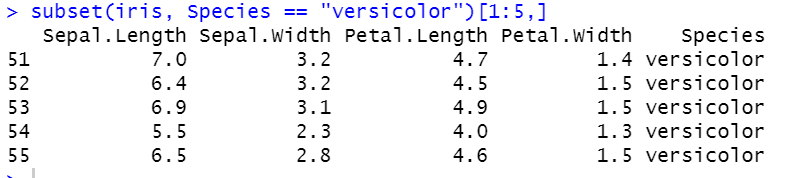 > subset(iris, Species == "versicolor")[1:5,]
   Sepal.Length Sepal.Width Petal.Length Petal.Width    Species
51          7.0         3.2          4.7         1.4 versicolor
52          6.4         3.2          4.5         1.5 versicolor
53          6.9         3.1          4.9         1.5 versicolor
54          5.5         2.3          4.0         1.3 versicolor
55          6.5         2.8          4.6         1.5 versicolor
>